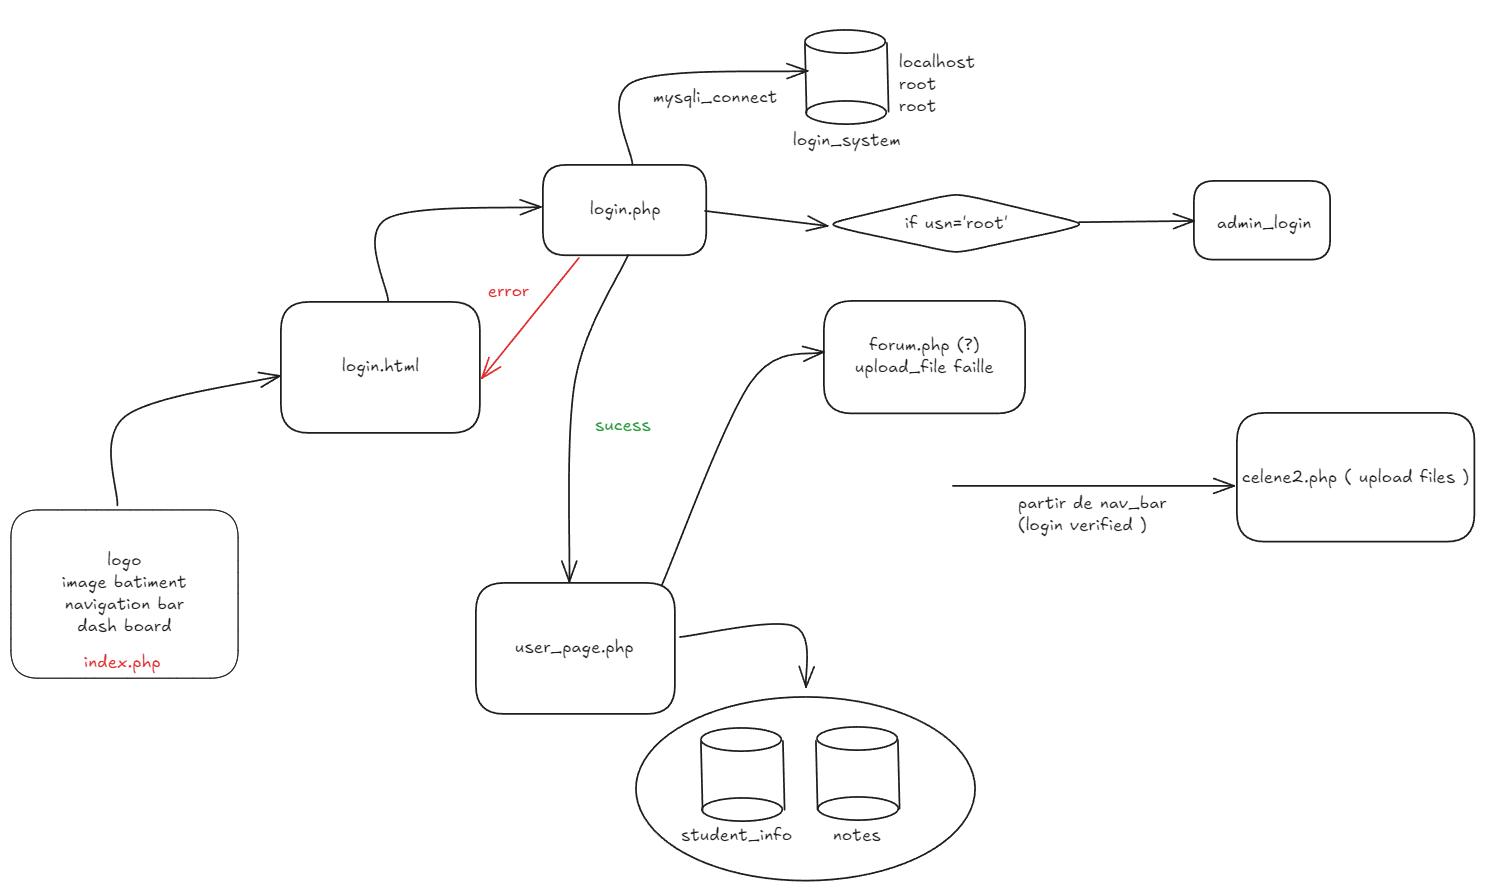 localhost
root
root
mysqli_connect
login_system
login.php
if usn='root'
admin_login
error
forum.php (?)
upload_file faille
login.html
sucess
celene2.php ( upload files )
partir de nav_bar
(login verified )
logo
image batiment
navigation bar
dash board
index.php
user_page.php
student_info
notes